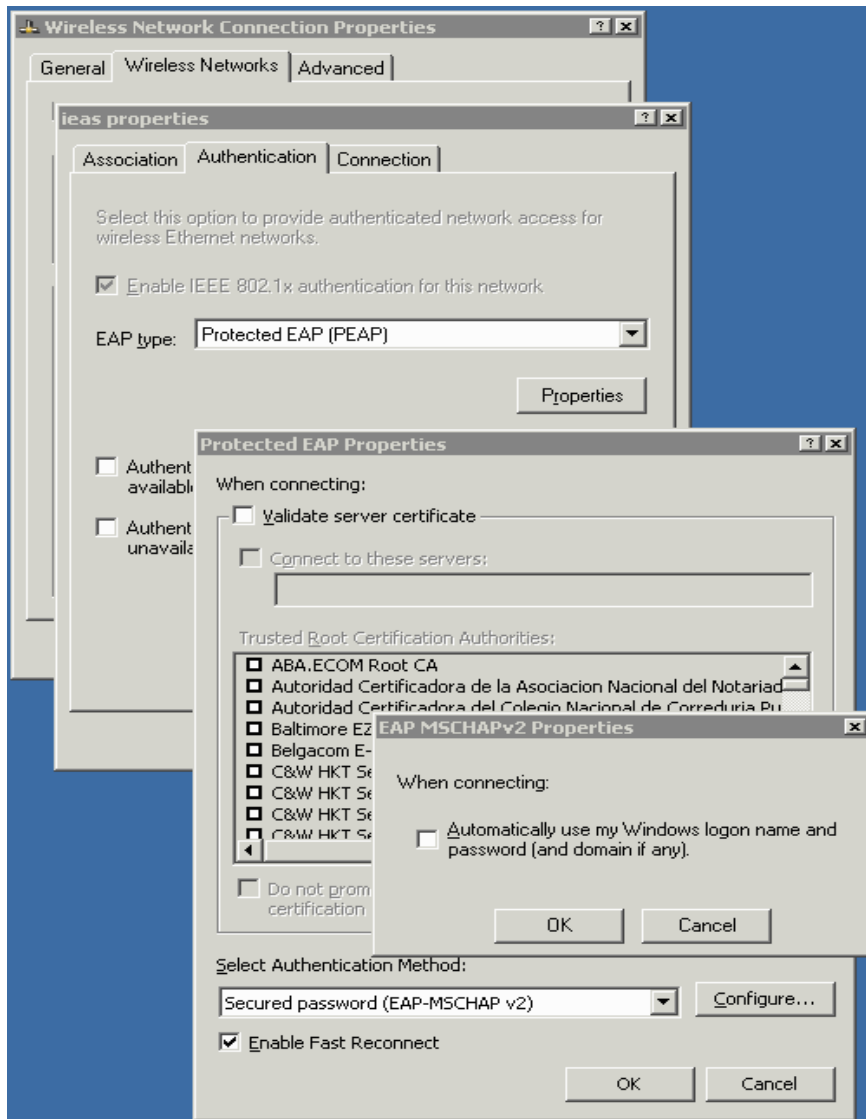 Wireless Network Connection Properties
General Wireless Networks Advanced
ieas properties
Association Authentication Connection
Select this option to provide authenticated network access for
wireless Ethernet networks.
Enable IEEE 802.1x authentication for this network
EAP type: Protected EAP (PEAP)
Properties
Authent
available
Authent
unavaila
Protected EAP Properties
When connecting:
Validate server certificate
Connect to these servers:
Trusted Root Certification Authorities:
ABA.ECOM Root CA
Autoridad Certificadora de la Asociacion Nacional del Notariad
Autoridad Certificadora del Colegio Nacional de Correduria Pu
Baltimore EZ
Belgacom E-
C&W HKT Se
C&W HKT Se
C&W HKT Se
C&W HKT Se
Do not prom
certification
EAP MSCHAPv2 Properties
When connecting:
Automatically use my Windows logon name and
password (and domain if any).
OK Cancel
Select Authentication Method:
Secured password (EAP-MSCHAP v2) Configure...
Enable Fast Reconnect
OK Cancel